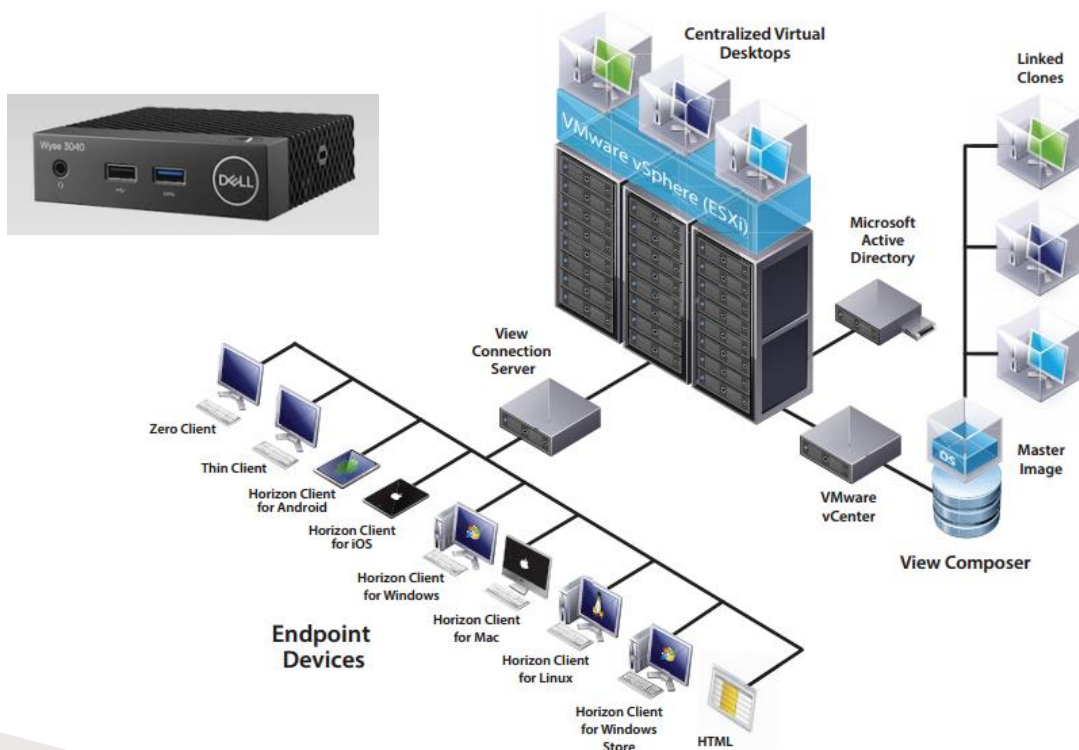 Centralized Virtual
Desktops
Linked
Clones
VMware vSphere (ESXi)
Wyse 3040
DELL
Microsoft
Active
Directory
View
Connection
Server
Zero Client
Thin Client
Horizon Client
for Android
Horizon Client
for iOS
Horizon Client
for Windows
Horizon Client
for Mac
Horizon Client
for Linux
Horizon Client
for Windows
Store
HTML
Endpoint
Devices
VMware
vCenter
OS
Master
Image
View Composer